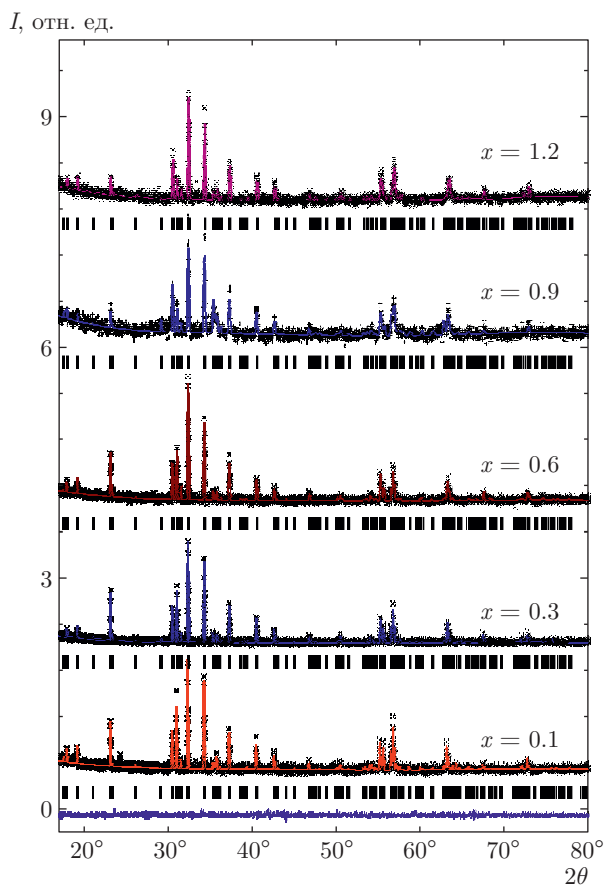 I, отн. ед.
9
x = 1.2
x = 0.9
6
x = 0.6
3
x = 0.3
x = 0.1
0
20° 30° 40° 50° 60° 70° 80°
2θ